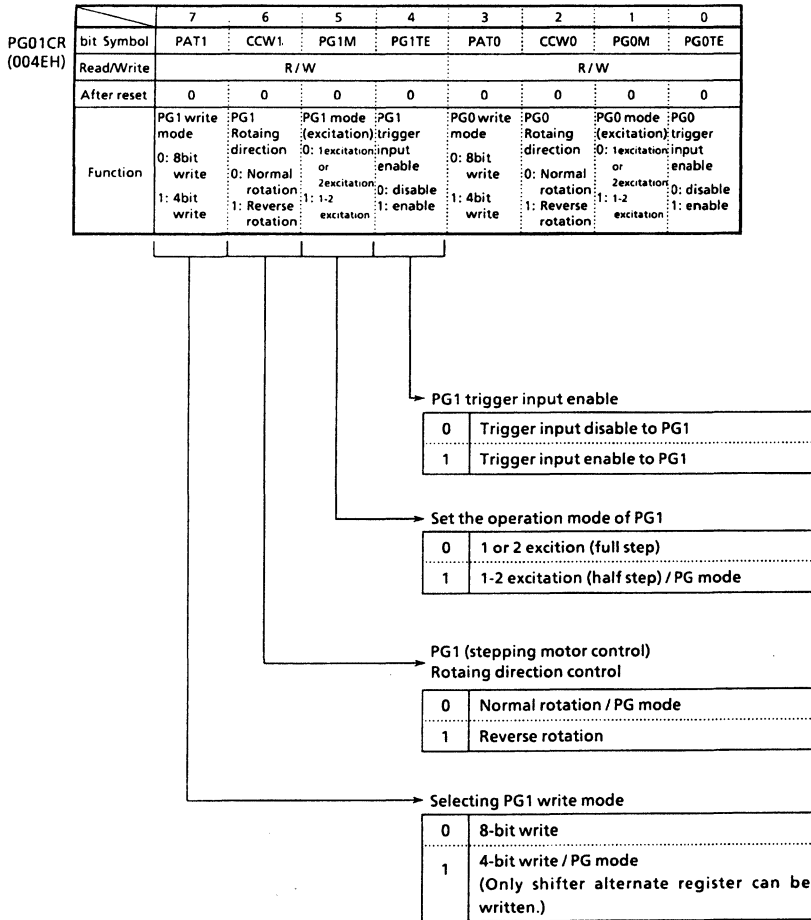 7 6 5 4 3 2 1 0
PG01CR
(004EH)
bit Symbol PAT1 CCW1 PG1M PG1TE PAT0 CCW0 PG0M PG0TE
Read/Write R/W R/W
After reset 0 0 0 0 0 0 0 0
Function
PG1 write
mode
0: 8bit
write
1: 4bit
write
PG1
Rotaing
direction
0: Normal
rotation
1: Reverse
rotation
PG1 mode
(excitation)
0: 1excitation
or
2excitation
1: 1-2
excitation
PG1
trigger
input
enable
0: disable
1: enable
PG0 write
mode
0: 8bit
write
1: 4bit
write
PG0
Rotaing
direction
0: Normal
rotation
1: Reverse
rotation
PG0 mode
(excitation)
0: 1excitation
or
2excitation
1: 1-2
excitation
PG0
trigger
input
enable
0: disable
1: enable
PG1 trigger input enable
0 Trigger input disable to PG1
1 Trigger input enable to PG1
Set the operation mode of PG1
0 1 or 2 excition (full step)
1 1-2 excitation (half step) / PG mode
PG1 (stepping motor control)
Rotaing direction control
0 Normal rotation / PG mode
1 Reverse rotation
Selecting PG1 write mode
0 8-bit write
1 4-bit write / PG mode
(Only shifter alternate register can be
written.)